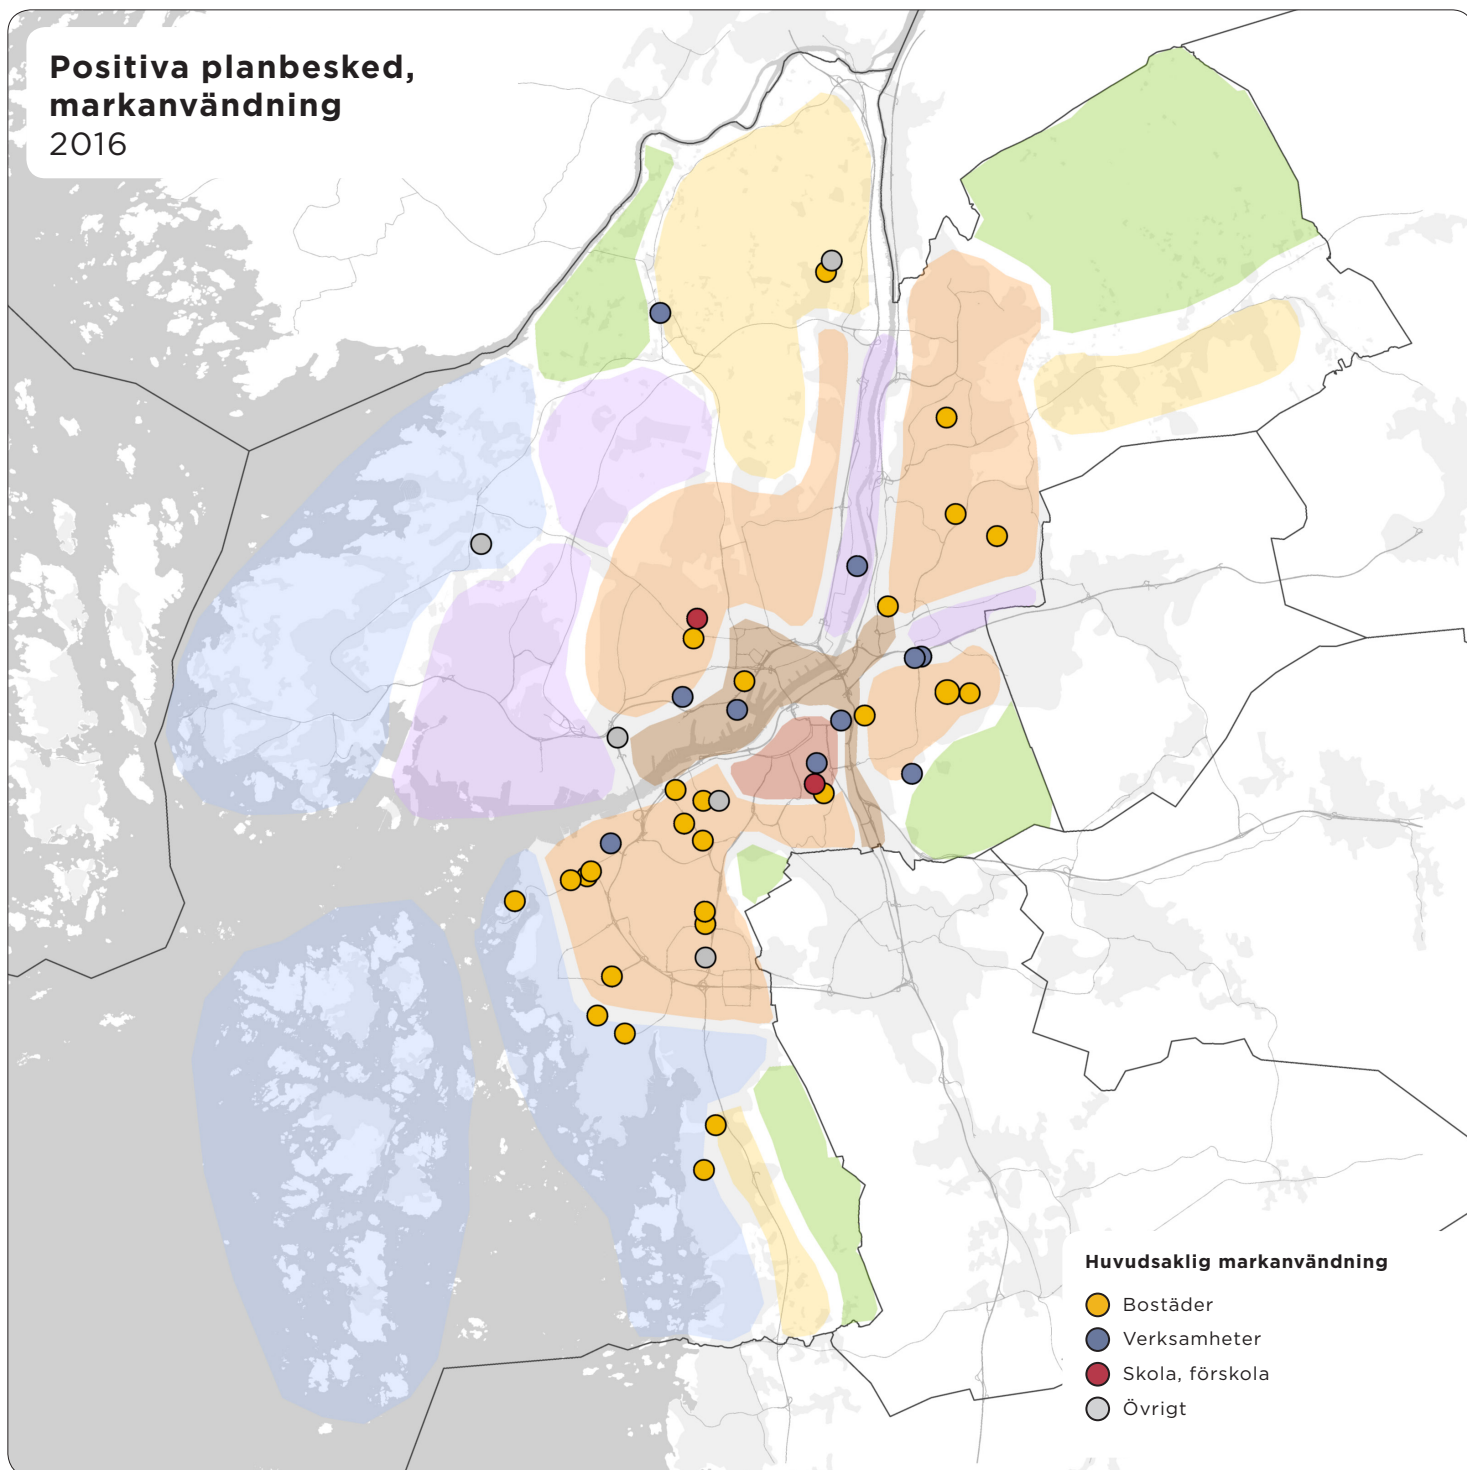 Positiva planbesked,
markanvändning
2016
Huvudsaklig markanvändning
Bostäder
Verksamheter
Skola, förskola
Övrigt